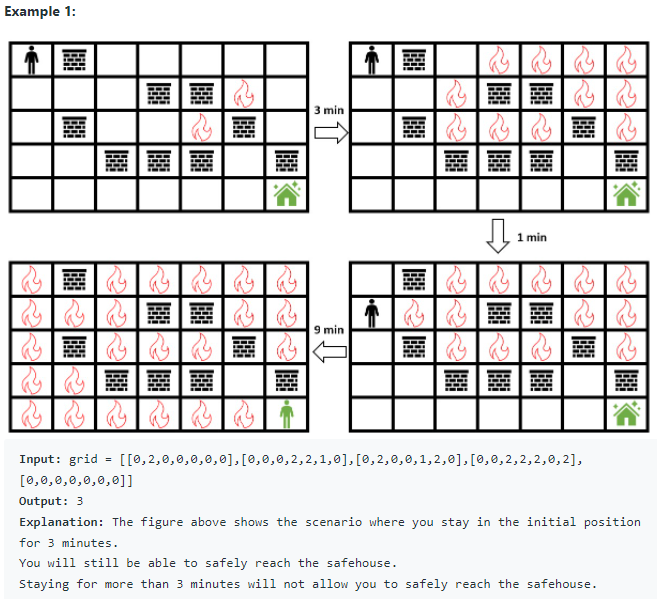 Example 1:
3 min
1 min
9 min
Input: grid = [[0,2,0,0,0,0,0],[0,0,0,2,2,1,0],[0,2,0,0,1,2,0],[0,0,2,2,2,0,2],
[0,0,0,0,0,0,0]]
Output: 3
Explanation: The figure above shows the scenario where you stay in the initial position
for 3 minutes.
You will still be able to safely reach the safehouse.
Staying for more than 3 minutes will not allow you to safely reach the safehouse.